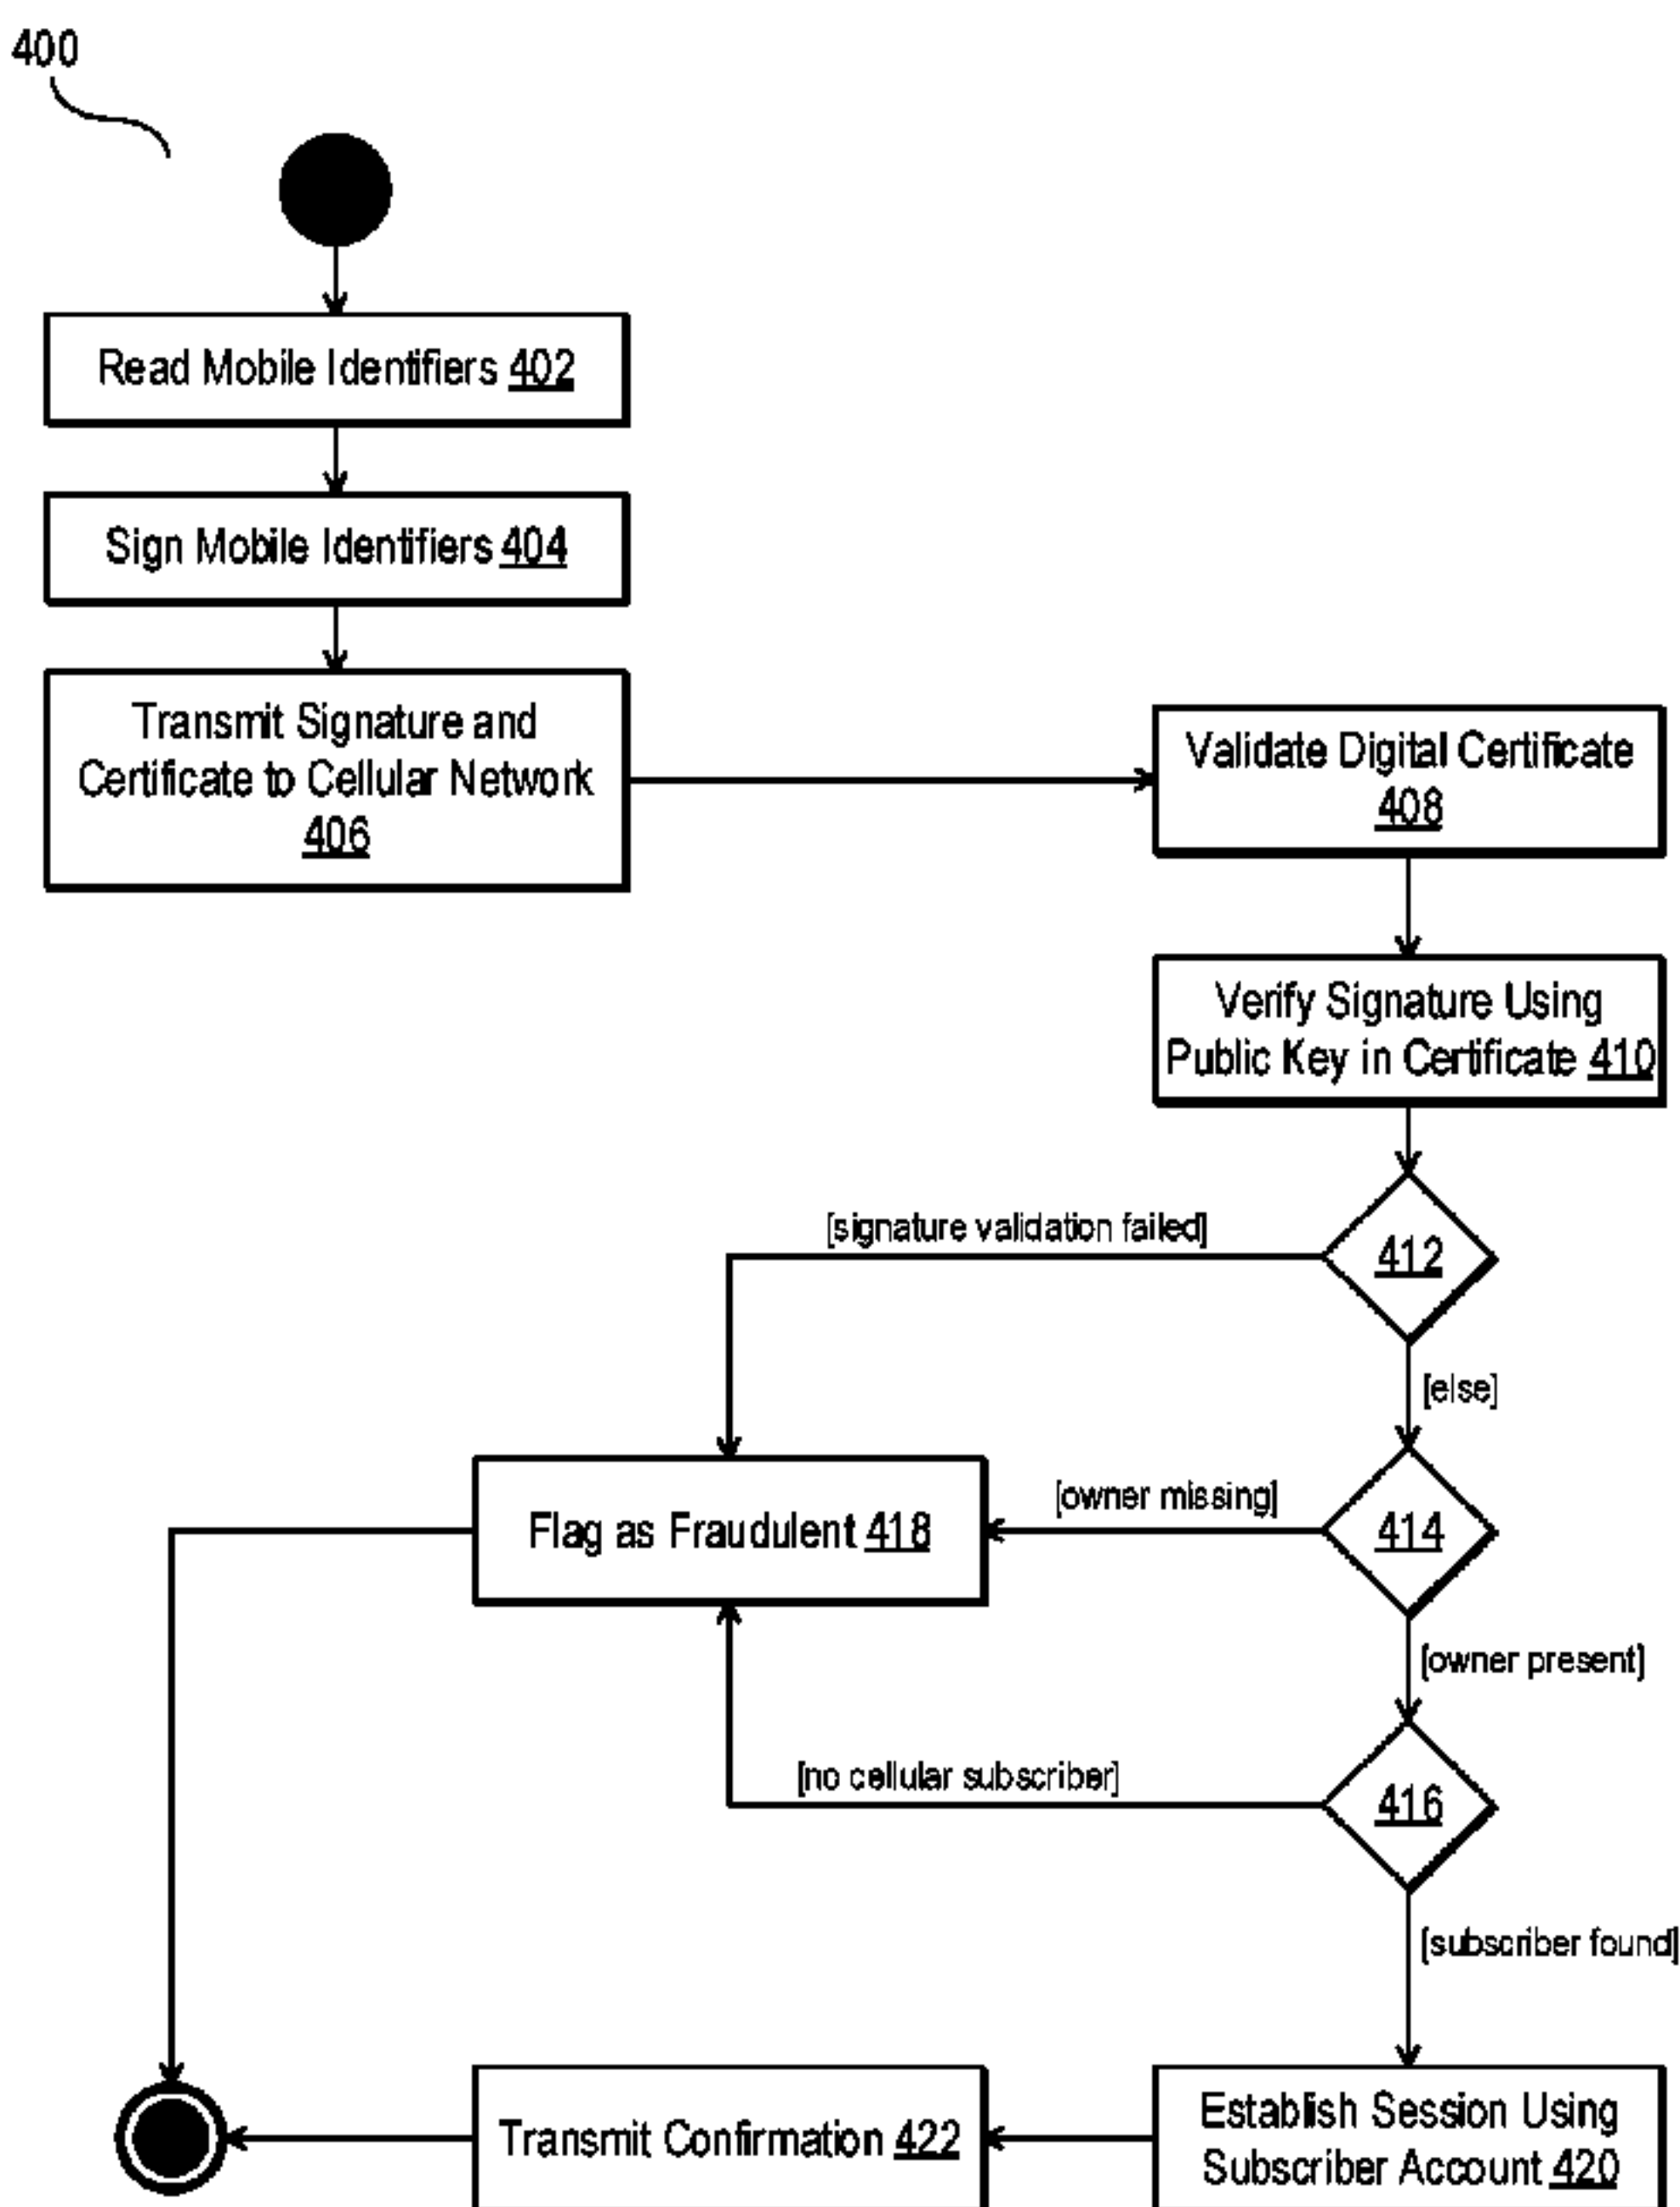 400
Read Mobile Identifiers 402
Sign Mobile Identifiers 404
Transmit Signature and
Certificate to Cellular Network
406
Validate Digital Certificate
408
Verify Signature Using
Public Key in Certificate 410
[signature validation failed]
412
[else]
Flag as Fraudulent 418
[owner missing]
414
[owner present]
[no cellular subscriber]
416
[subscriber found]
Transmit Confirmation 422
Establish Session Using
Subscriber Account 420